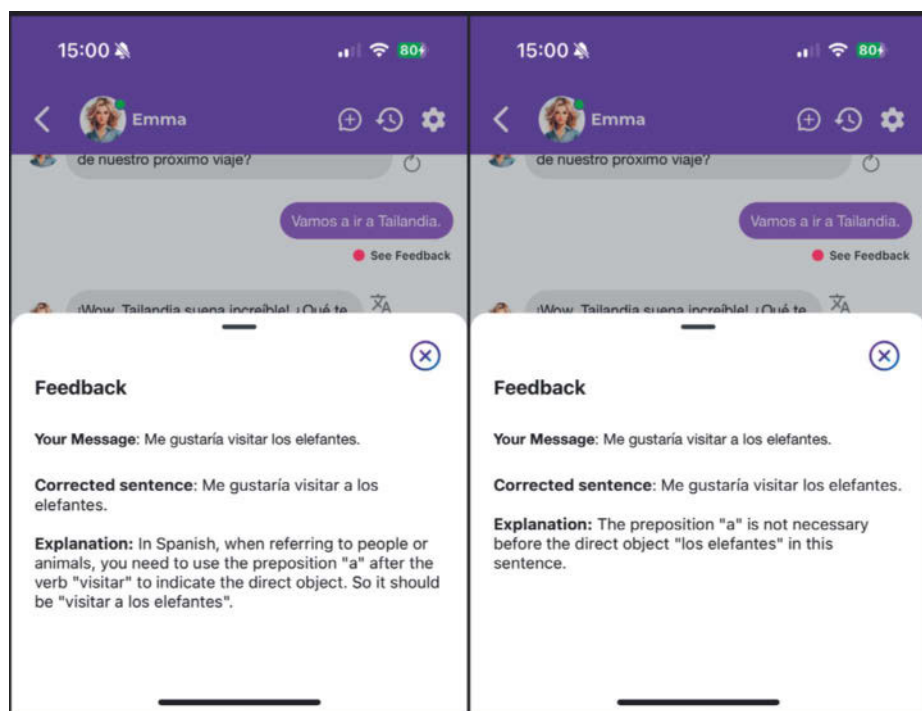 15:00
80
Emma
de nuestro próximo viaje?
Vamos a ir a Tailandia.
See Feedback
¡Wow, Tailandia suena increíble! ¿Qué te
Feedback
Your Message: Me gustaría visitar los elefantes.
Corrected sentence: Me gustaría visitar a los
elefantes.
Explanation: In Spanish, when referring to people or
animals, you need to use the preposition "a" after the
verb "visitar" to indicate the direct object. So it should
be "visitar a los elefantes".
15:00
80
Emma
de nuestro próximo viaje?
Vamos a ir a Tailandia.
See Feedback
¡Wow, Tailandia suena increíble! ¿Qué te
Feedback
Your Message: Me gustaría visitar a los elefantes.
Corrected sentence: Me gustaría visitar los elefantes.
Explanation: The preposition "a" is not necessary
before the direct object "los elefantes" in this
sentence.